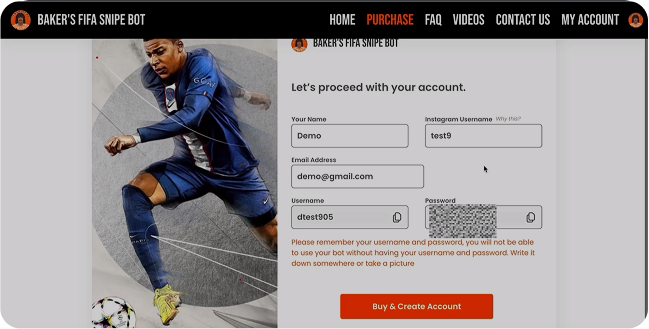 BAKER'S FIFA SNIPE BOT
HOME PURCHASE FAQ VIDEOS CONTACT US MY ACCOUNT
BAKER'S FIFA SNIPE BOT
Let's proceed with your account.
Your Name
Demo
Instagram Username Why this?
test9
Email Address
demo@gmail.com
Username
dtest905
Password
Please remember your username and password, you will not be able
to use your bot without having your username and password. Write it
down somewhere or take a picture
Buy & Create Account